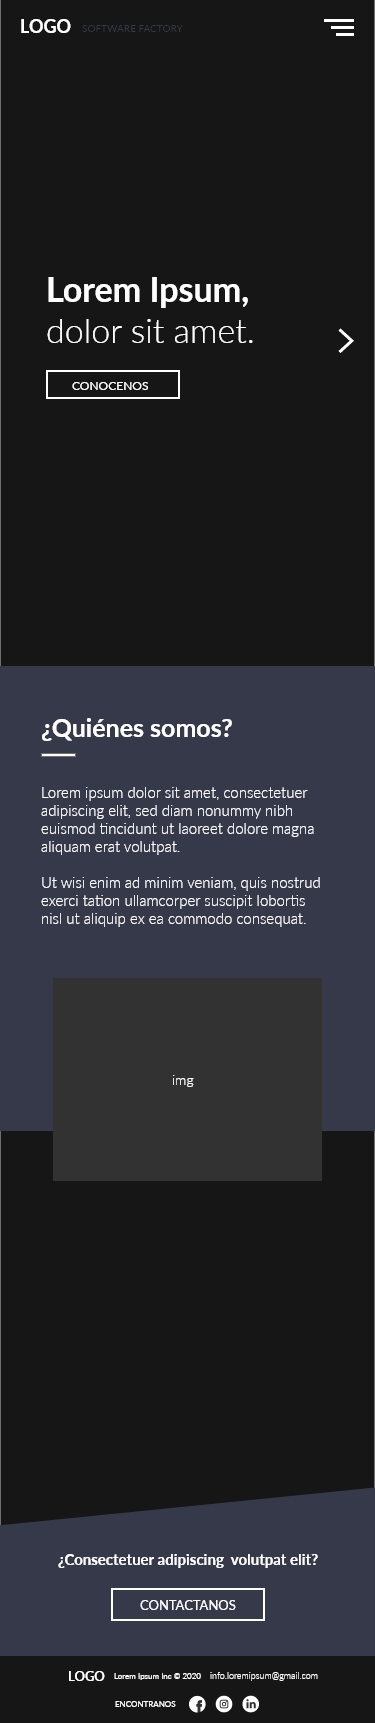 LOGO SOFTWARE FACTORY
Lorem Ipsum,
dolor sit amet.
CONOCENOS
¿Quiénes somos?
Lorem ipsum dolor sit amet, consectetuer
adipiscing elit, sed diam nonummy nibh
euismod tincidunt ut laoreet dolore magna
aliquam erat volutpat.
Ut wisi enim ad minim veniam, quis nostrud
exerci tation ullamcorper suscipit lobortis
nisl ut aliquip ex ea commodo consequat.
img
¿Consectetuer adipiscing volutpat elit?
CONTACTANOS
LOGO Lorem Ipsum Inc © 2020 info.loremipsum@gmail.com
ENCONTRANOS